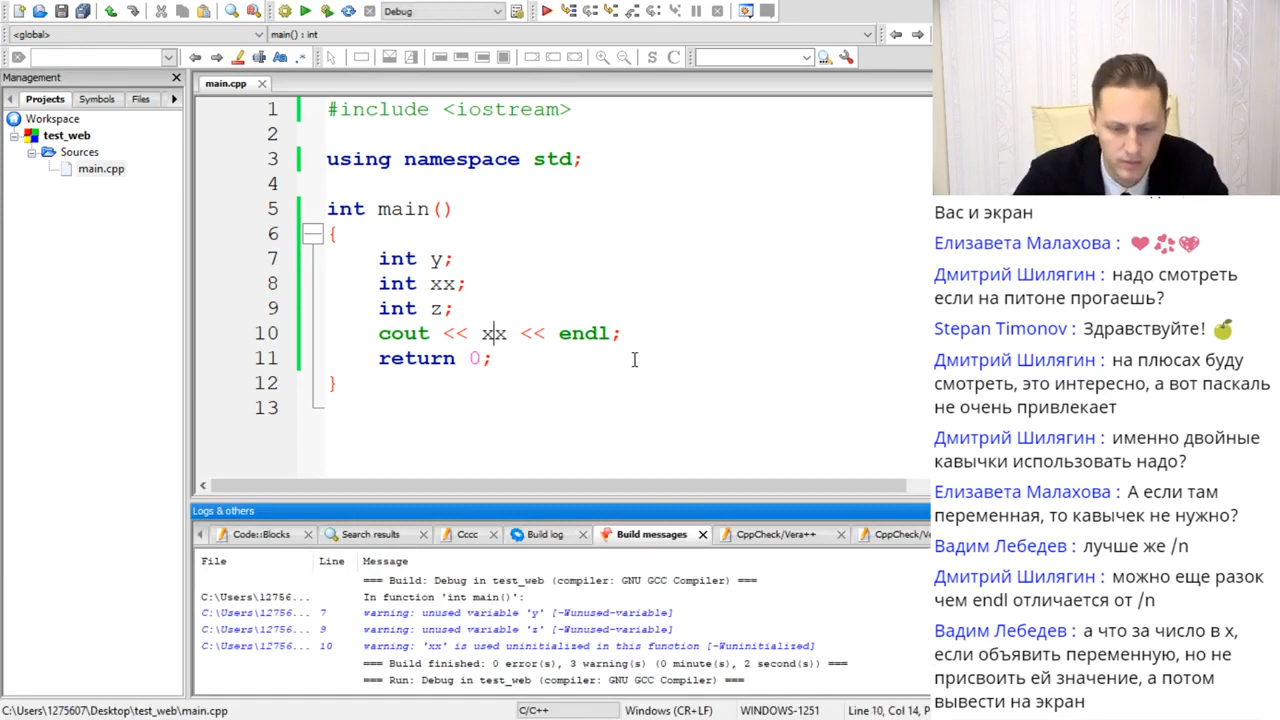 Debug
<global>
main() : int
Management
main.cpp
Projects
Symbols
Files
Workspace
test_web
Sources
main.cpp
1 #include <iostream>
2
3 using namespace std;
4
5 int main()
6 {
7 int y;
8 int xx;
9 int z;
10 cout << xx << endl;
11 return 0;
12 }
13
Logs & others
Code::Blocks
Search results
Cccc
Build log
Build messages
CppCheck/Vera++
CppCheck/Ve
File Line Message
=== Build: Debug in test_web (compiler: GNU GCC Compiler) ===
C:\Users\12756... In function 'int main()':
C:\Users\12756... 7 warning: unused variable 'y' [-Wunused-variable]
C:\Users\12756... 9 warning: unused variable 'z' [-Wunused-variable]
C:\Users\12756... 10 warning: 'xx' is used uninitialized in this function [-Wuninitialized]
=== Build finished: 0 error(s), 3 warning(s) (0 minute(s), 2 second(s)) ===
=== Run: Debug in test_web (compiler: GNU GCC Compiler) ===
C:\Users\1275607\Desktop\test_web\main.cpp
C/C++
Windows (CR+LF)
WINDOWS-1251
Line 10, Col 14, P
Вас и экран
Елизавета Малахова :
Дмитрий Шилягин : надо смотреть
если на питоне прогаешь?
Stepan Timonov : Здравствуйте!
Дмитрий Шилягин : на плюсах буду
смотреть, это интересно, а вот паскаль
не очень привлекает
Дмитрий Шилягин : именно двойные
кавычки использовать надо?
Елизавета Малахова : А если там
переменная, то кавычек не нужно?
Вадим Лебедев : лучше же /n
Дмитрий Шилягин : можно еще разок
чем endl отличается от /n
Вадим Лебедев : а что за число в x,
если объявить переменную, но не
присвоить ей значение, а потом
вывести на экран